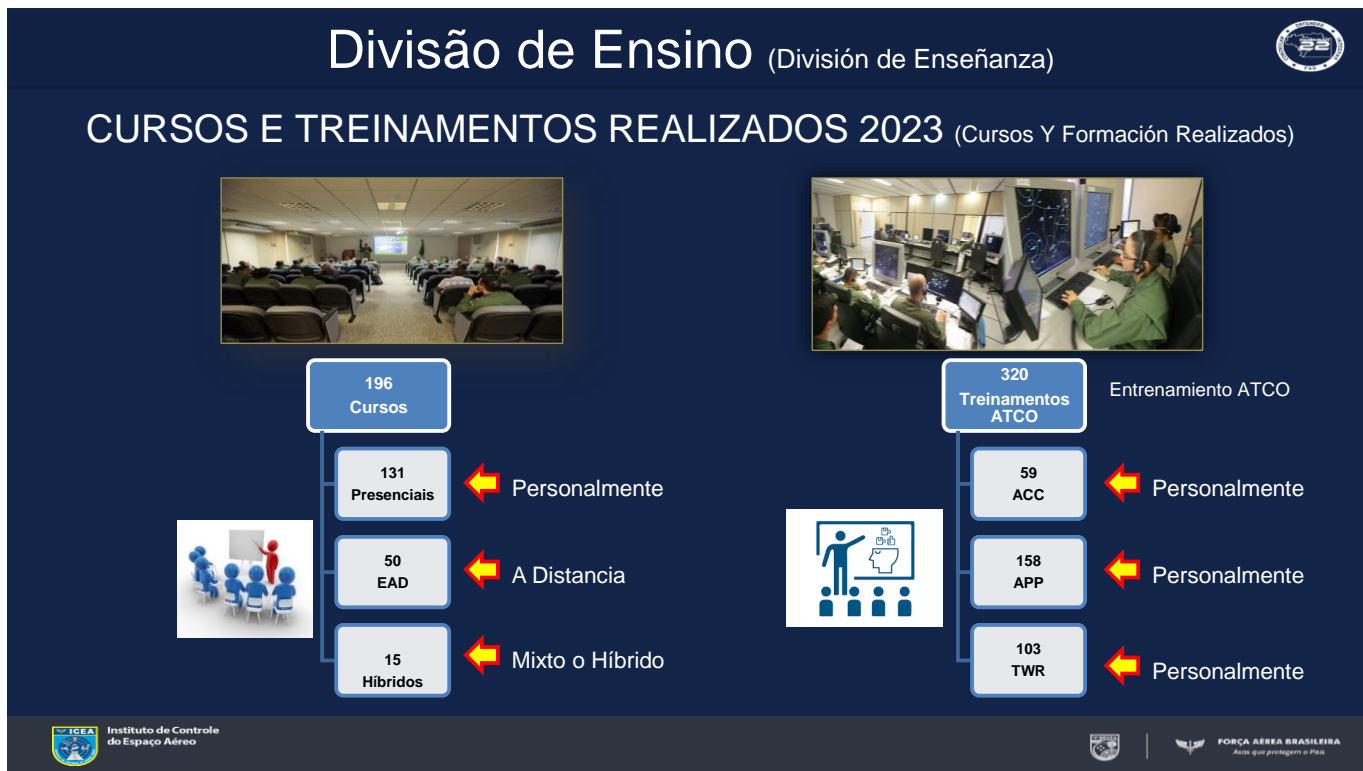 Divisão de Ensino (División de Enseñanza)
CURSOS E TREINAMENTOS REALIZADOS 2023 (Cursos Y Formación Realizados)
196
Cursos
131
Presenciais
Personalmente
50
EAD
A Distancia
15
Híbridos
Mixto o Híbrido
320
Treinamentos
ATCO
Entrenamiento ATCO
59
ACC
Personalmente
158
APP
Personalmente
103
TWR
Personalmente
ICEA
Instituto de Controle
do Espaço Aéreo
FORÇA AÉREA BRASILEIRA
Asas que protegem o País
22